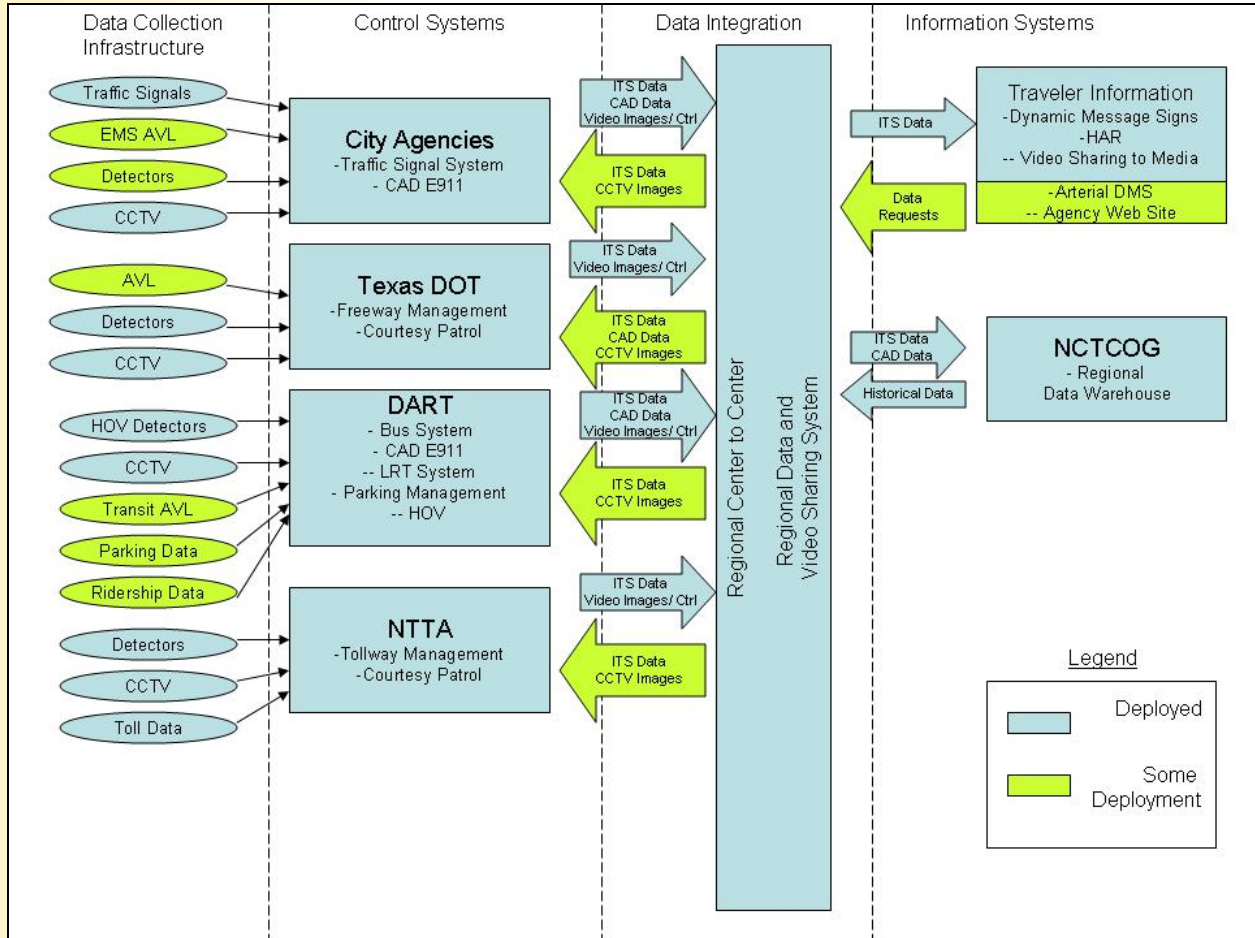 Data Collection
Infrastructure
Control Systems
Data Integration
Information Systems
Traffic Signals
EMS AVL
Detectors
CCTV
City Agencies
-Traffic Signal System
- CAD E911
ITS Data
CAD Data
Video Images/ Ctrl
ITS Data
CCTV Images
AVL
Detectors
CCTV
Texas DOT
-Freeway Management
-Courtesy Patrol
ITS Data
Video Images/ Ctrl
ITS Data
CAD Data
CCTV Images
HOV Detectors
CCTV
Transit AVL
Parking Data
Ridership Data
DART
- Bus System
- CAD E911
-- LRT System
- Parking Management
-- HOV
ITS Data
CAD Data
Video Images/ Ctrl
ITS Data
CCTV Images
Detectors
CCTV
Toll Data
NTTA
-Tollway Management
-Courtesy Patrol
ITS Data
Video Images/ Ctrl
ITS Data
CCTV Images
Regional Center to Center
Regional Data and
Video Sharing System
ITS Data
Data
Requests
Traveler Information
-Dynamic Message Signs
-HAR
-- Video Sharing to Media
-Arterial DMS
-- Agency Web Site
ITS Data
CAD Data
Historical Data
NCTCOG
- Regional
Data Warehouse
Legend
Deployed
Some
Deployment